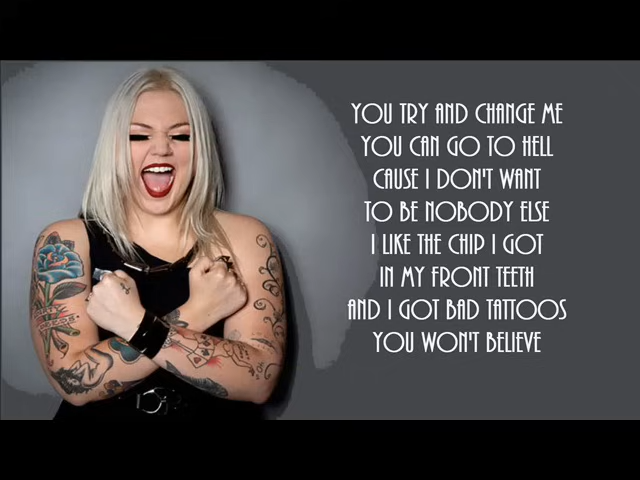 YOU TRY AND CHANGE ME
YOU CAN GO TO HELL
CAUSE I DON'T WANT
TO BE NOBODY ELSE
I LIKE THE CHIP I GOT
IN MY FRONT TEETH
AND I GOT BAD TATTOOS
YOU WON'T BELIEVE